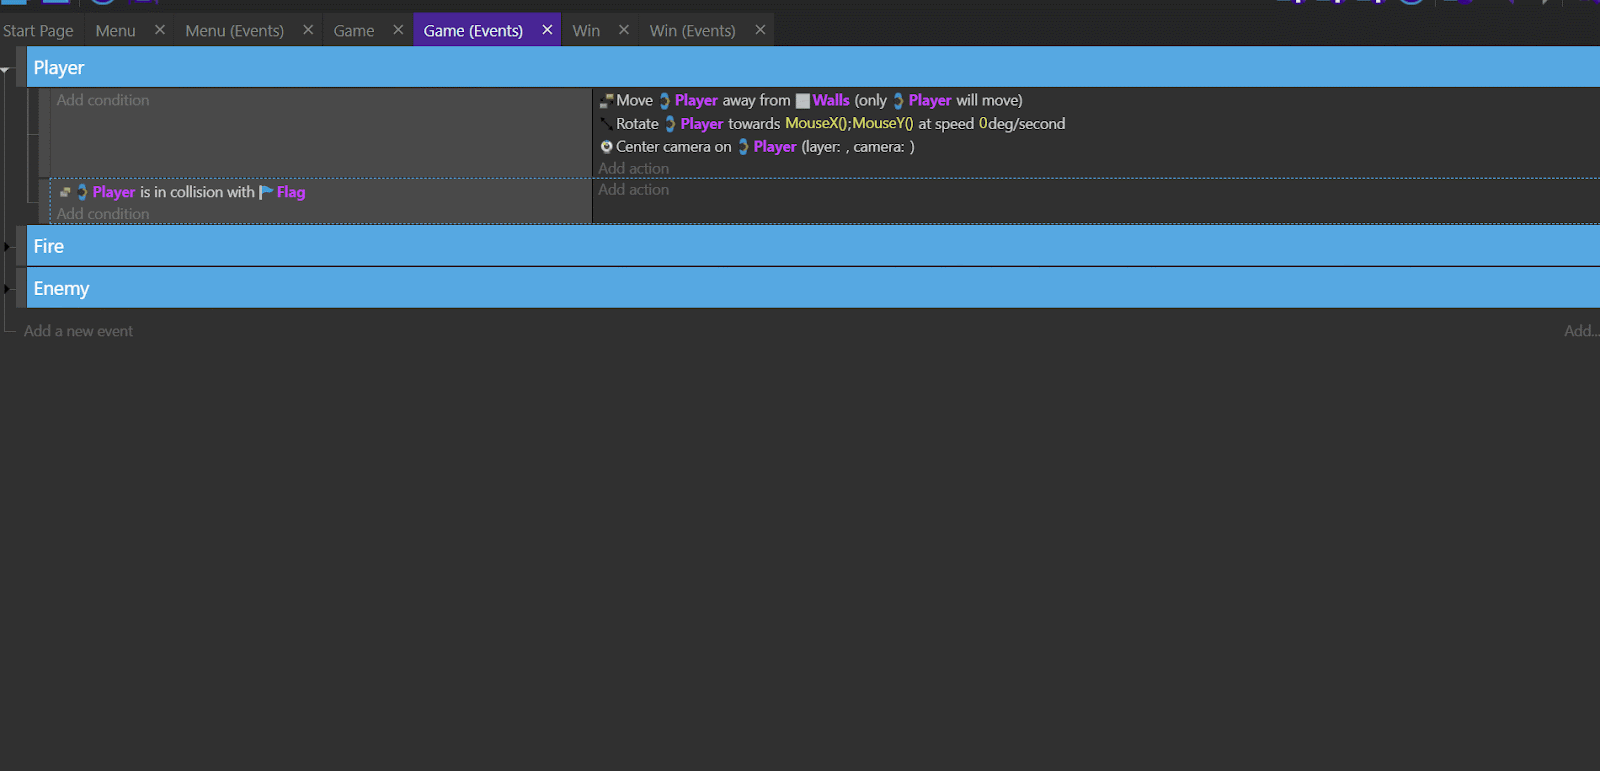 Start Page Menu Menu (Events) Game Game (Events) Win Win (Events)
Player
Add condition
Move Player away from Walls (only Player will move)
Rotate Player towards MouseX();MouseY() at speed 0deg/second
Center camera on Player (layer: , camera: )
Add action
Player is in collision with Flag
Add condition
Add action
Fire
Enemy
Add a new event
Add...